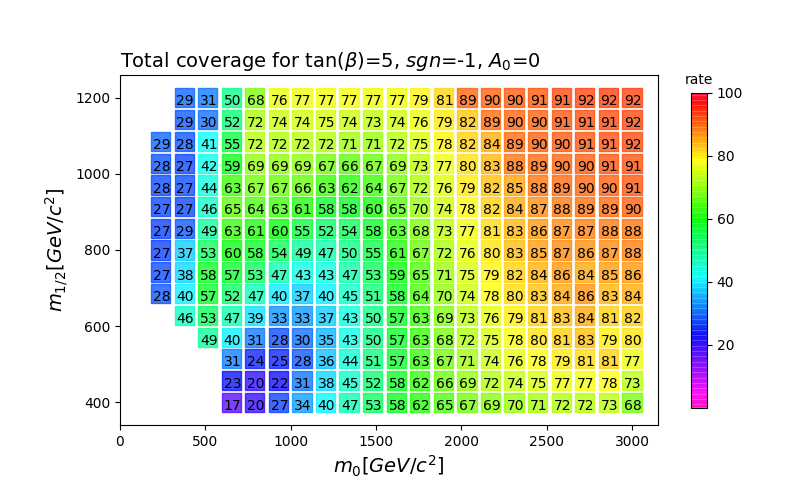 Total coverage for tan(β)=5, sgn=-1, A₀=0
rate
1200 29 31 50 68 76 77 77 77 77 77 79 81 89 90 90 91 91 92 92 92 100
29 30 52 72 74 74 75 74 73 74 76 79 82 89 90 90 91 91 91 92
29 28 41 55 72 72 72 72 71 71 72 75 78 82 84 89 90 90 91 91 92
28 27 42 59 69 69 69 67 66 67 69 73 77 80 83 88 89 90 90 91 91 80
1000 28 27 44 63 67 67 66 63 62 64 67 72 76 79 82 85 88 89 90 90 91
27 27 46 65 64 63 61 58 58 60 65 70 74 78 82 84 87 88 89 89 90
27 29 49 63 61 60 55 52 54 58 63 68 73 77 81 83 86 87 87 88 88 60
800 27 37 53 60 58 54 49 47 50 55 61 67 72 76 80 83 85 87 86 87 88
27 38 58 57 53 47 43 43 47 53 59 65 71 75 79 82 84 86 84 85 86
28 40 57 52 47 40 37 40 45 51 58 64 70 74 78 80 83 84 86 83 84 40
46 53 47 39 33 33 37 43 50 57 63 69 73 76 79 81 83 84 81 82
600 49 40 31 28 30 35 43 50 57 63 68 72 75 78 80 81 83 79 80
31 24 25 28 36 44 51 57 63 67 71 74 76 78 79 81 81 77 20
23 20 22 31 38 45 52 58 62 66 69 72 74 75 77 77 78 73
400 17 20 27 34 40 47 53 58 62 65 67 69 70 71 72 72 73 68
0 500 1000 1500 2000 2500 3000
m₀[GeV/c²]
m₁/₂[GeV/c²]